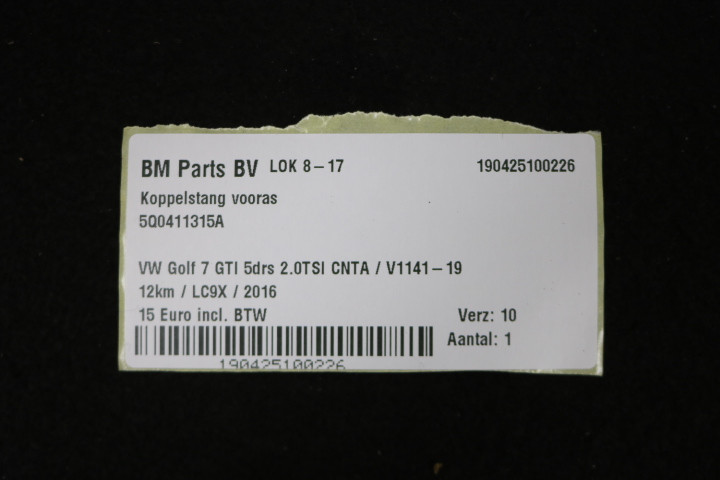 BM Parts BV LOK 8-17 190425100226
Koppelstang vooras
5Q0411315A
VW Golf 7 GTI 5drs 2.0TSI CNTA / V1141-19
12km / LC9X / 2016
15 Euro incl. BTW Verz: 10
Aantal: 1
190425100226